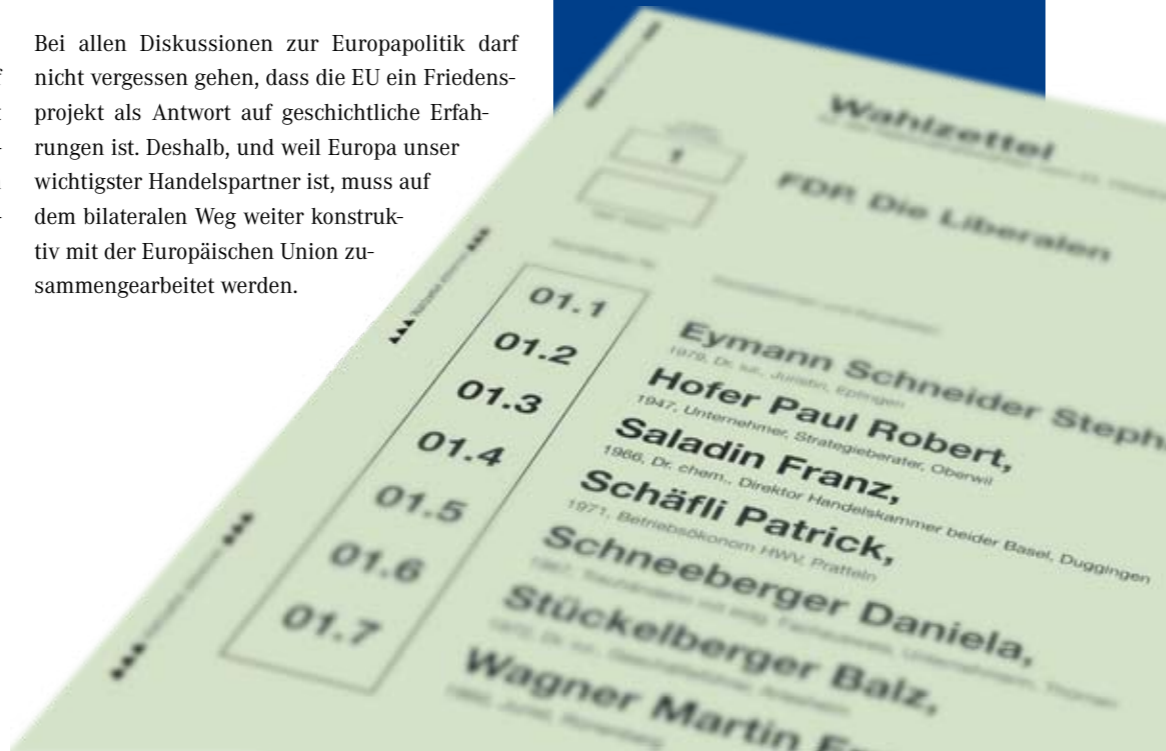 Bei allen Diskussionen zur Europapolitik darf
nicht vergessen gehen, dass die EU ein Friedens-
projekt als Antwort auf geschichtliche Erfah-
rungen ist. Deshalb, und weil Europa unser
wichtigster Handelspartner ist, muss auf
dem bilateralen Weg weiter konstruk-
tiv mit der Europäischen Union zu-
sammengearbeitet werden.
Wahlzettel
1
FDP. Die Liberalen
01.1
Eymann Schneider Steph
1979, Dr. iur., Juristin, Eptingen
01.2
Hofer Paul Robert,
1947, Unternehmer, Strategieberater, Oberwil
01.3
Saladin Franz,
1966, Dr. chem., Direktor Handelskammer beider Basel, Duggingen
01.4
Schäfli Patrick,
1971, Betriebsökonom HWV, Pratteln
01.5
Schneeberger Daniela,
01.6
Stückelberger Balz,
01.7
Wagner Martin